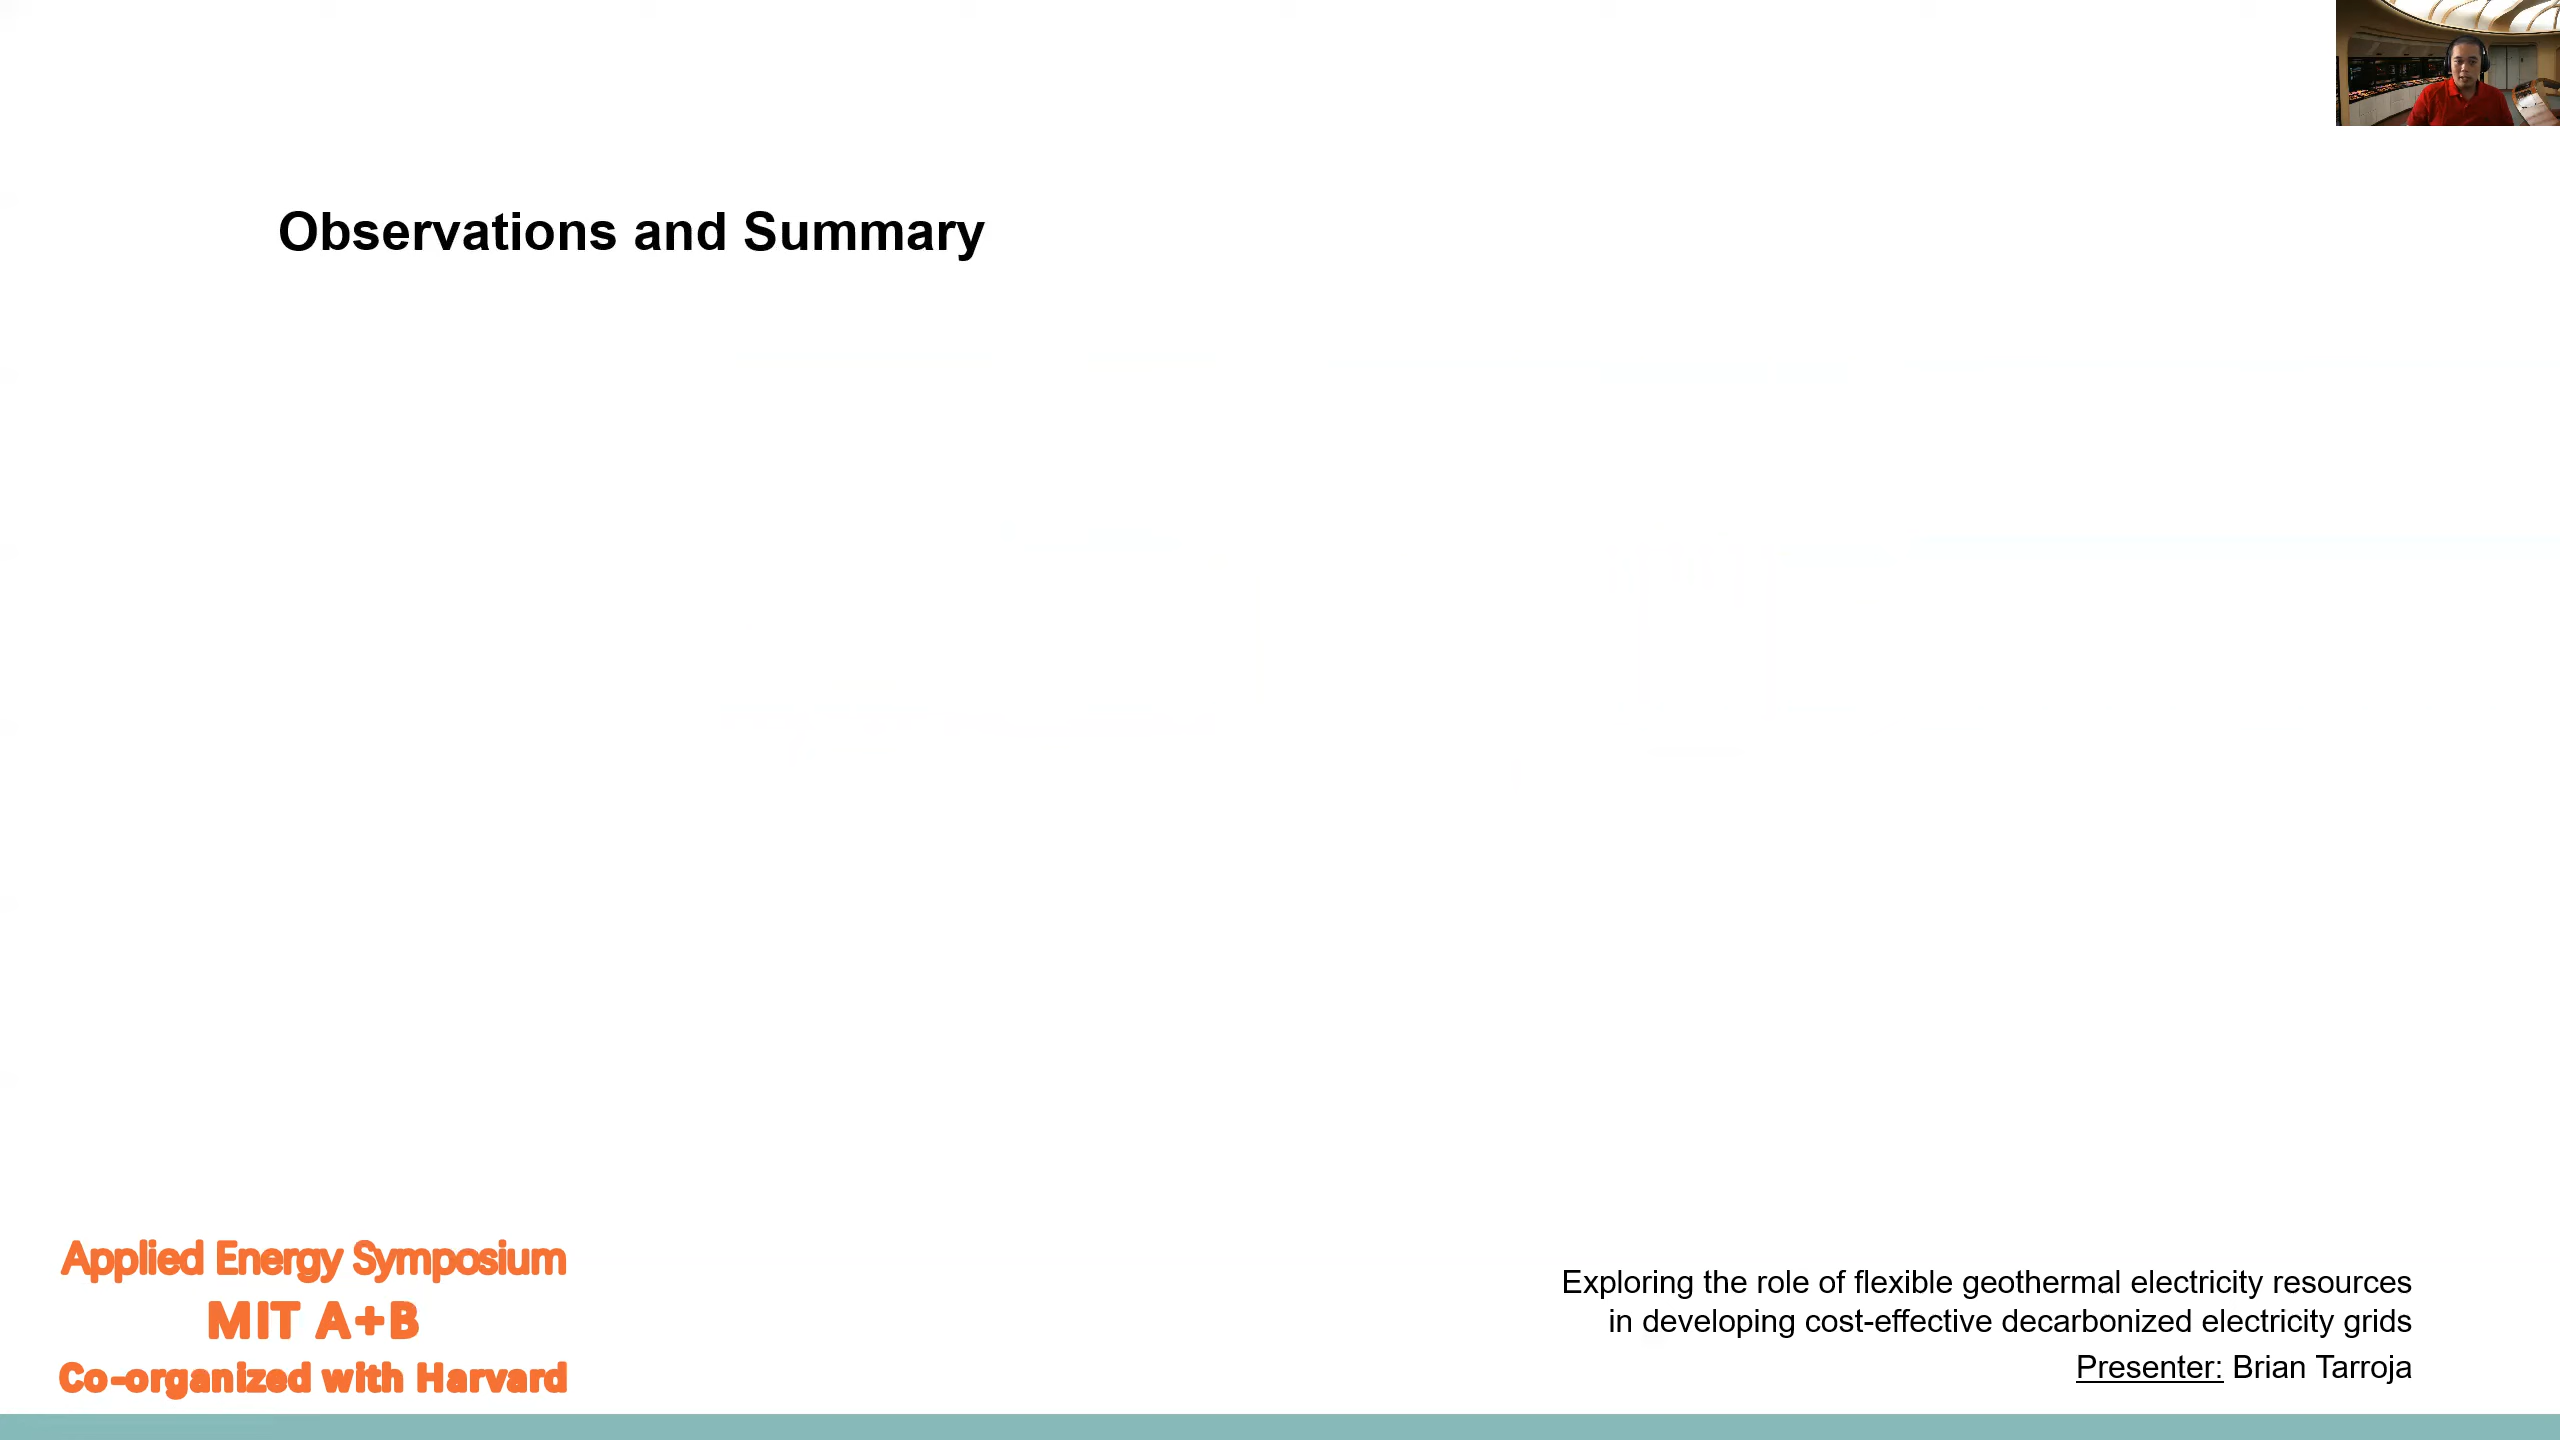 Observations and Summary
Applied Energy Symposium
MIT A+B
Co-organized with Harvard
Exploring the role of flexible geothermal electricity resources
in developing cost-effective decarbonized electricity grids
Presenter: Brian Tarroja